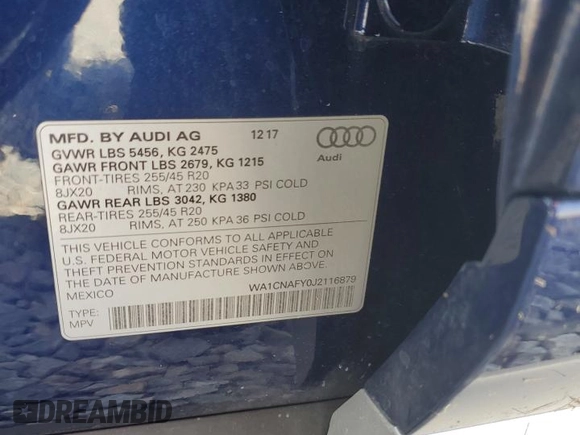 MFD. BY AUDI AG 12 17
GVWR LBS 5456, KG 2475
GAWR FRONT LBS 2679, KG 1215
FRONT-TIRES 255/45 R20
8JX20 RIMS, AT 230 KPA 33 PSI COLD
GAWR REAR LBS 3042, KG 1380
REAR-TIRES 255/45 R20
8JX20 RIMS, AT 250 KPA 36 PSI COLD
Audi
THIS VEHICLE CONFORMS TO ALL APPLICABLE
U.S. FEDERAL MOTOR VEHICLE SAFETY AND
THEFT PREVENTION STANDARDS IN EFFECT ON
THE DATE OF MANUFACTURE SHOWN ABOVE
MEXICO
WA1CNAFY0J2116879
TYPE:
MPV
DREAMBID